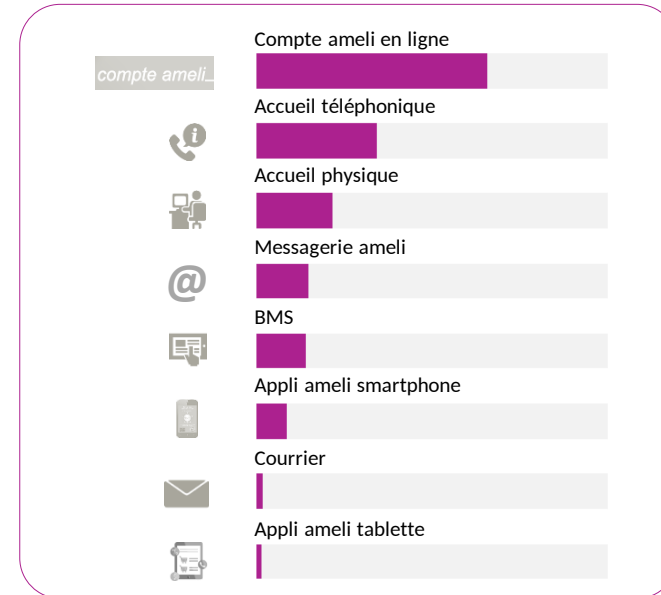 Compte ameli en ligne
compte ameli_
Accueil téléphonique
Accueil physique
Messagerie ameli
@
BMS
Appli ameli smartphone
Courrier
Appli ameli tablette